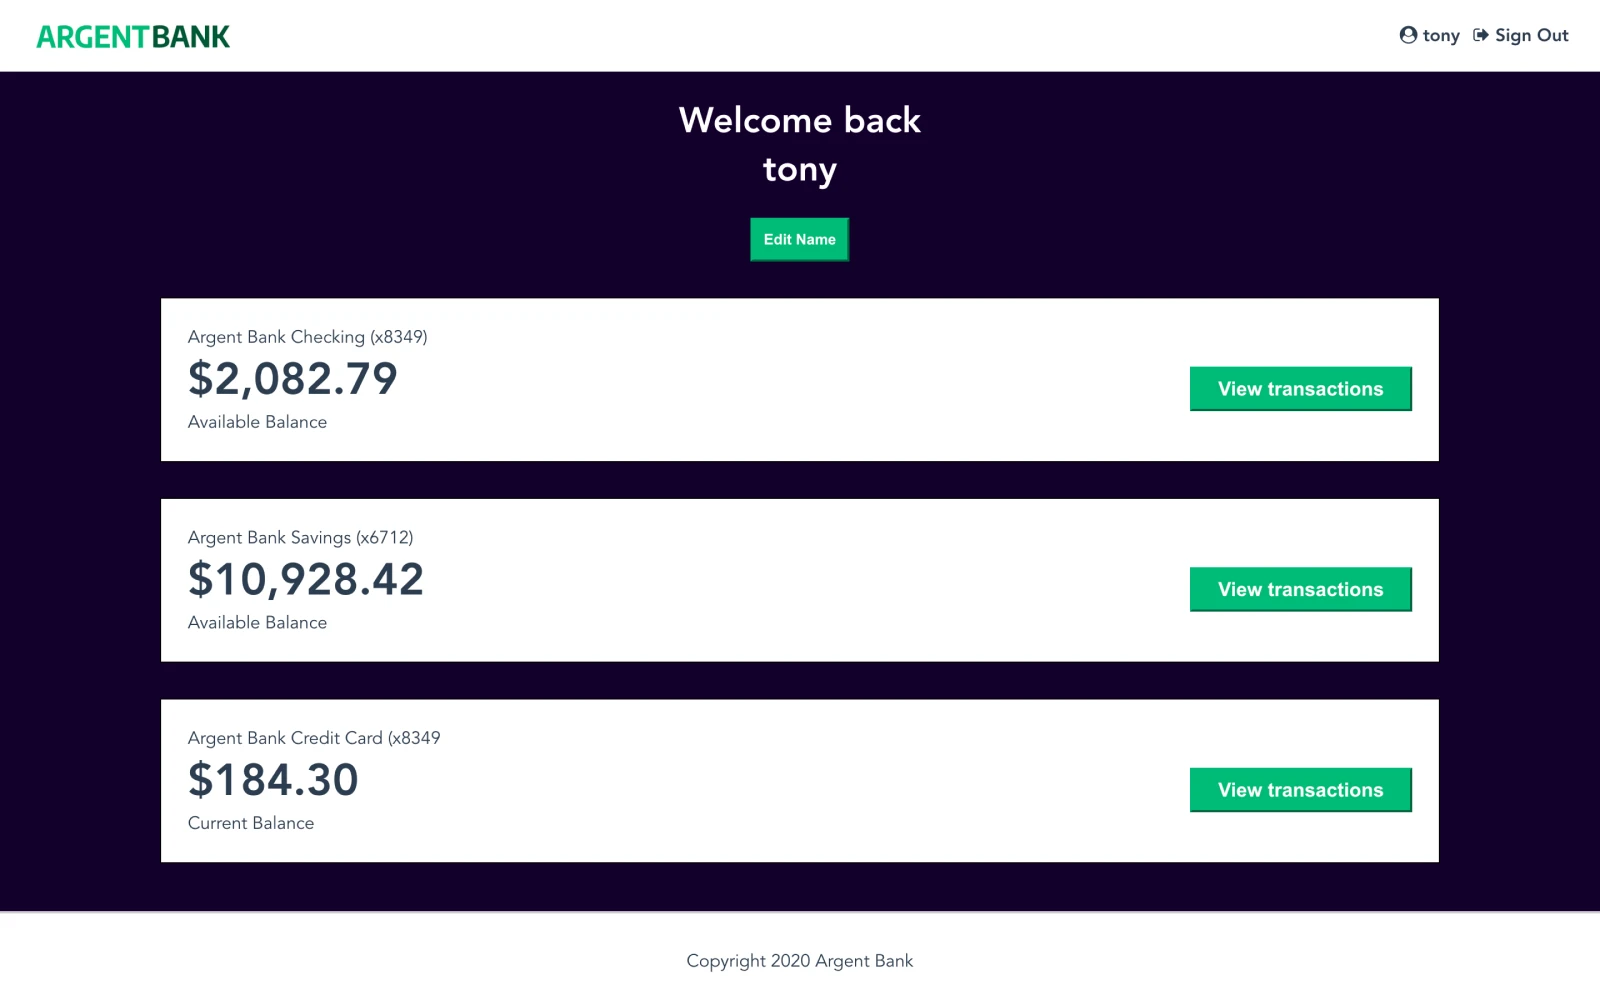 ARGENTBANK
tony Sign Out
Welcome back
tony
Edit Name
Argent Bank Checking (x8349)
$2,082.79
Available Balance
View transactions
Argent Bank Savings (x6712)
$10,928.42
Available Balance
View transactions
Argent Bank Credit Card (x8349
$184.30
Current Balance
View transactions
Copyright 2020 Argent Bank